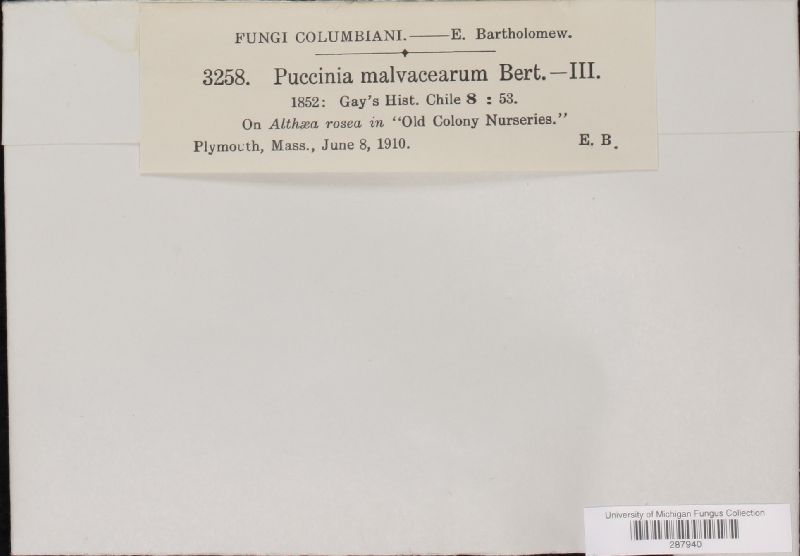 FUNGI COLUMBIANI.——E. Bartholomew.
3258. Puccinia malvacearum Bert.—III.
1852: Gay's Hist. Chile 8 : 53.
On Althæa rosea in "Old Colony Nurseries."
Plymouth, Mass., June 8, 1910. E. B.
University of Michigan Fungus Collection
287940